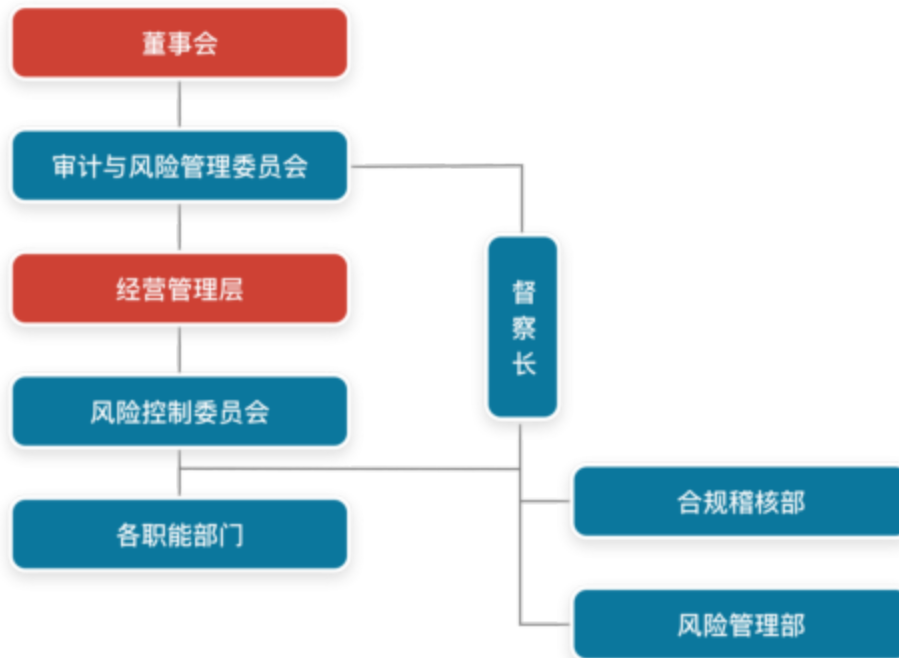 董事会
审计与风险管理委员会
经营管理层
督察长
风险控制委员会
合规稽核部
各职能部门
风险管理部